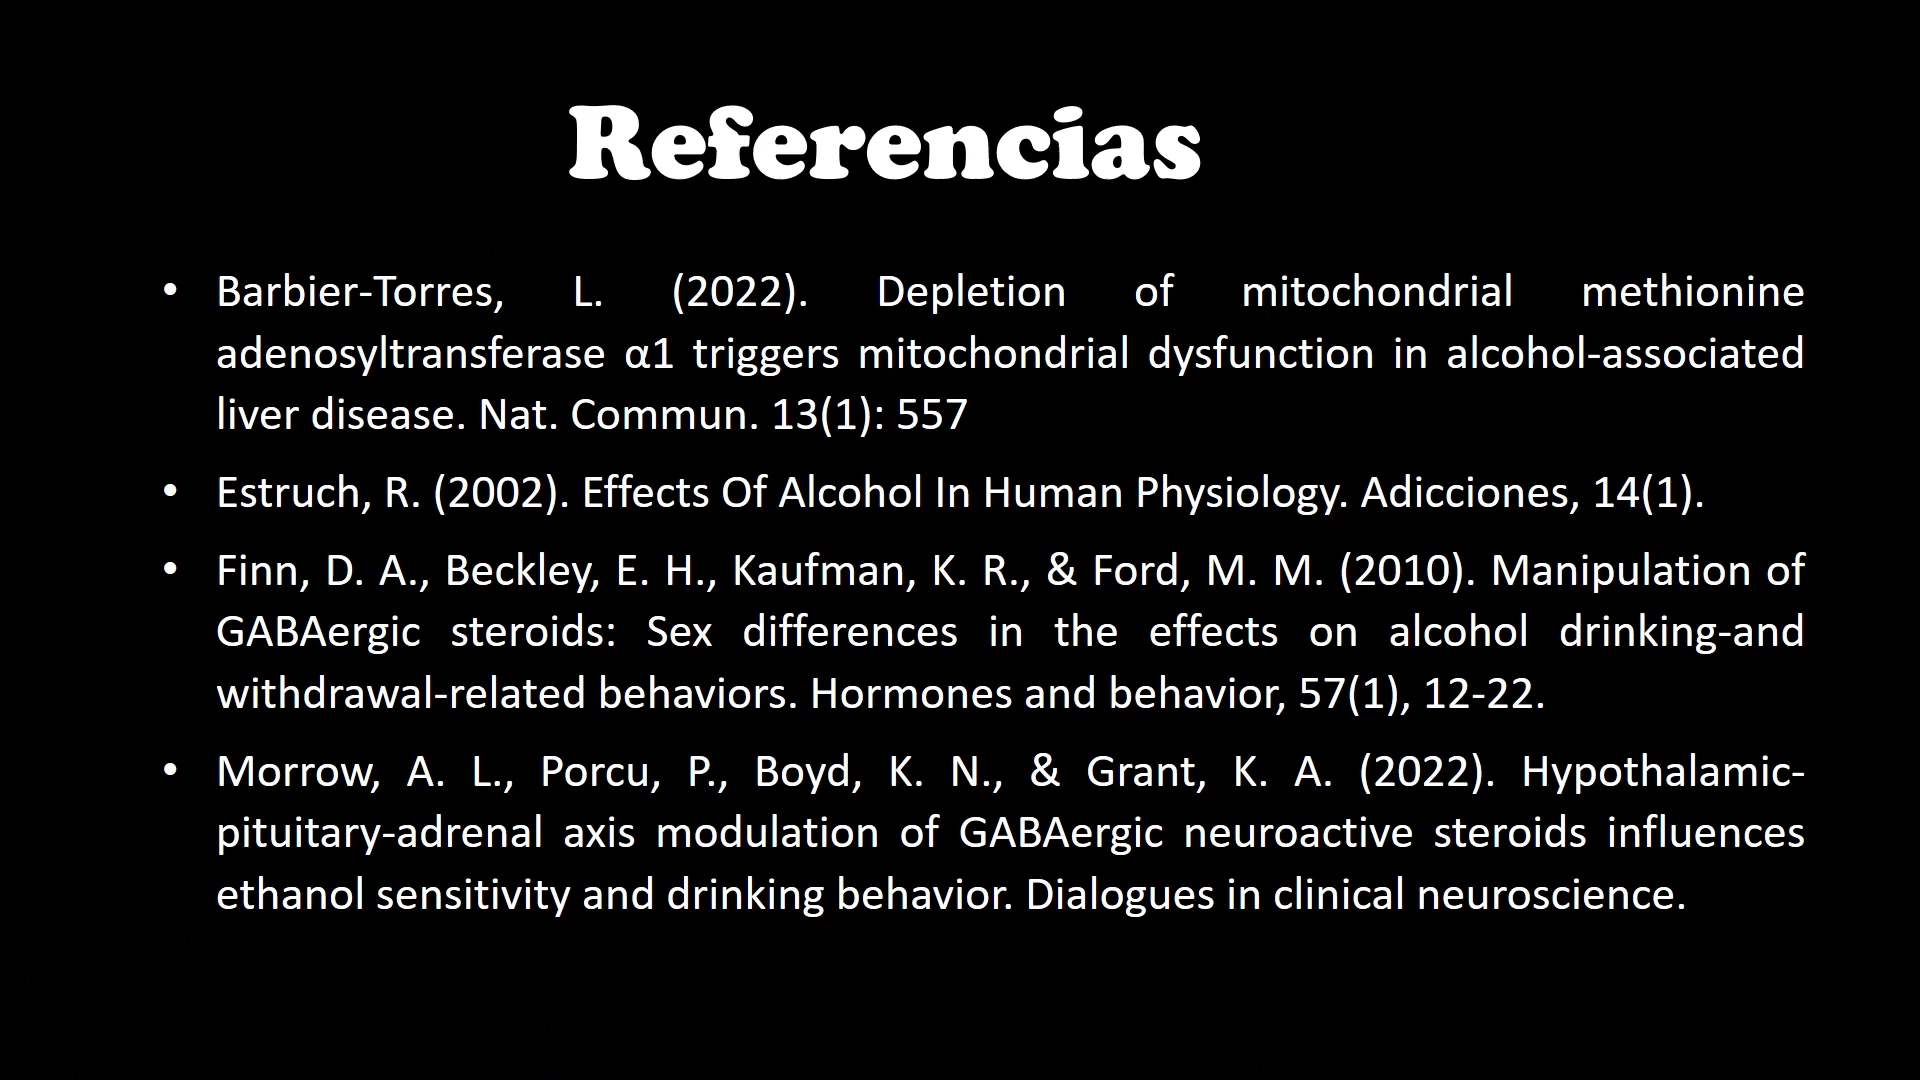 Referencias
• Barbier-Torres, L. (2022). Depletion of mitochondrial methionine
adenosyltransferase α1 triggers mitochondrial dysfunction in alcohol-associated
liver disease. Nat. Commun. 13(1): 557
• Estruch, R. (2002). Effects Of Alcohol In Human Physiology. Adicciones, 14(1).
• Finn, D. A., Beckley, E. H., Kaufman, K. R., & Ford, M. M. (2010). Manipulation of
GABAergic steroids: Sex differences in the effects on alcohol drinking-and
withdrawal-related behaviors. Hormones and behavior, 57(1), 12-22.
• Morrow, A. L., Porcu, P., Boyd, K. N., & Grant, K. A. (2022). Hypothalamic-
pituitary-adrenal axis modulation of GABAergic neuroactive steroids influences
ethanol sensitivity and drinking behavior. Dialogues in clinical neuroscience.